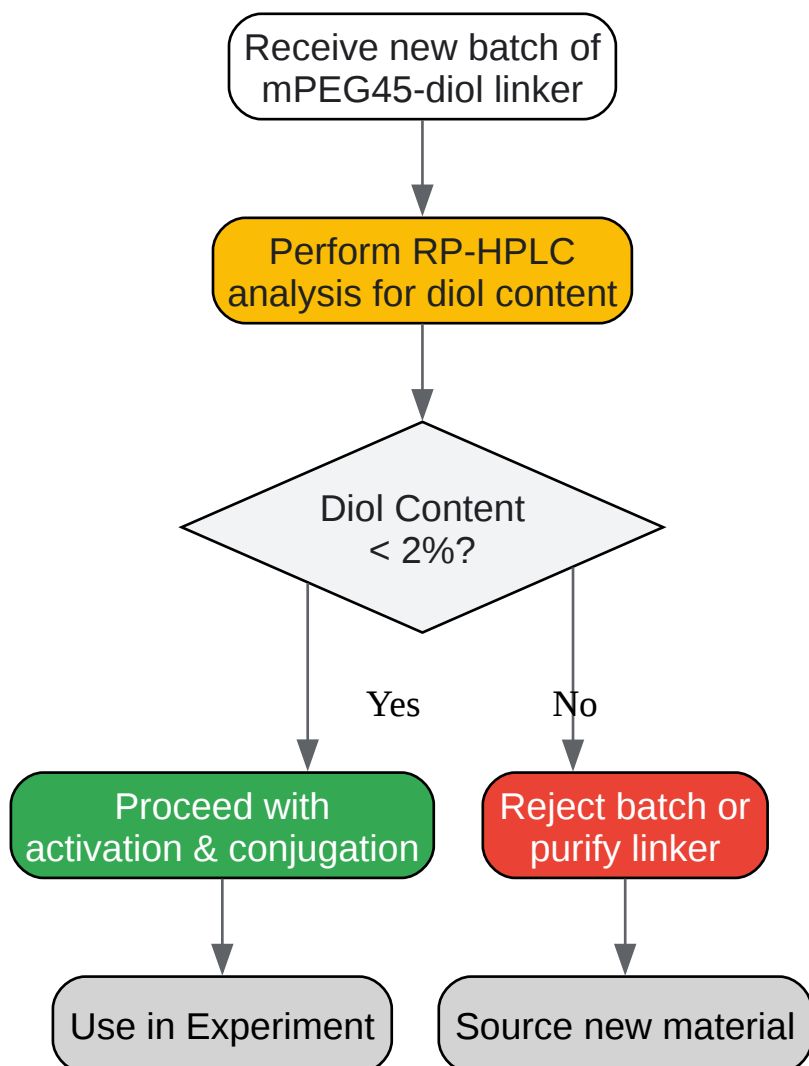 Receive new batch of
mPEG45-diol linker
Perform RP-HPLC
analysis for diol content
Diol Content
< 2%?
Yes
No
Proceed with
activation & conjugation
Reject batch or
purify linker
Use in Experiment
Source new material